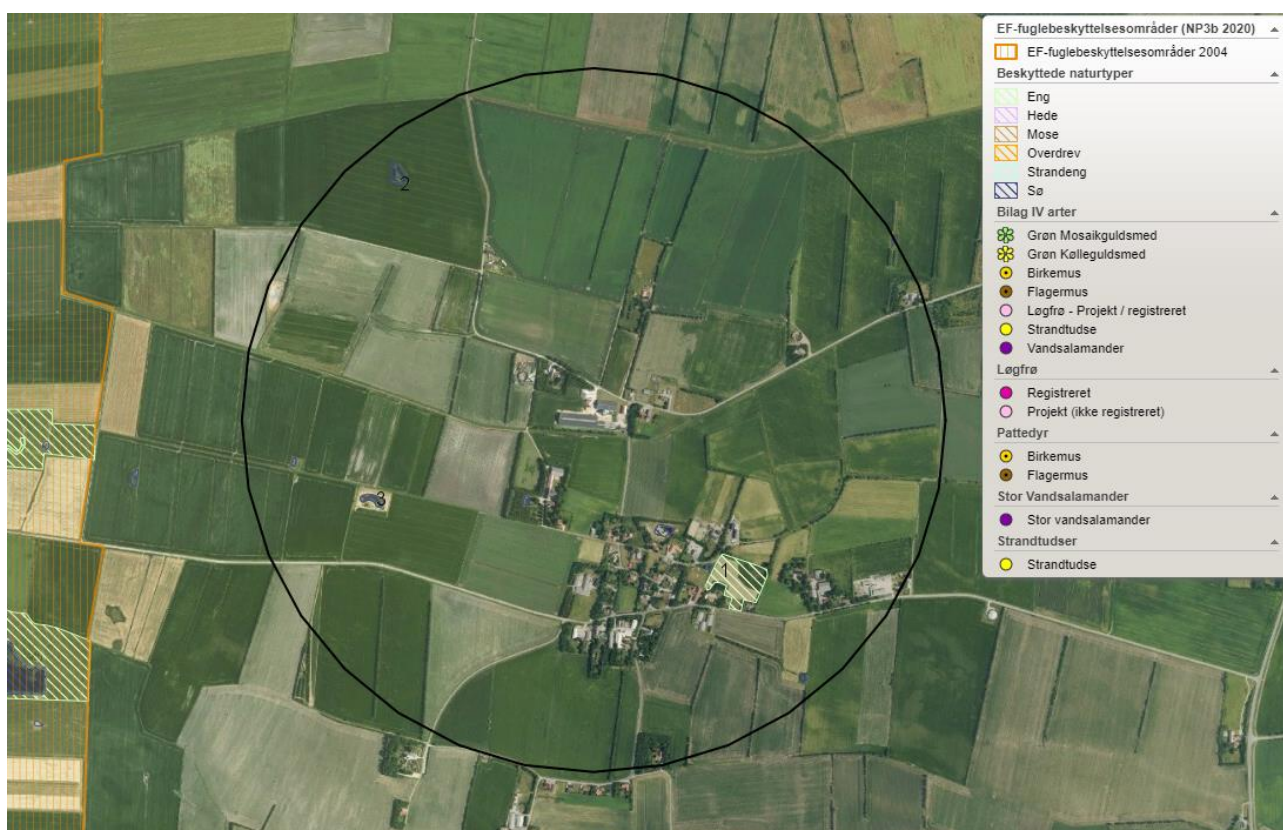 EF-fuglebeskyttelsesområder (NP3b 2020)
EF-fuglebeskyttelsesområder 2004
Beskyttede naturtyper
Eng
Hede
Mose
Overdrev
Strandeng
Sø
Bilag IV arter
Grøn Mosaikguldsmed
Grøn Kølleguldsmed
Birkemus
Flagermus
Løgfrø - Projekt / registreret
Strandtudse
Vandsalamander
Løgfrø
Registreret
Projekt (ikke registreret)
Pattedyr
Birkemus
Flagermus
Stor Vandsalamander
Stor vandsalamander
Strandtudser
Strandtudse
2
3
1